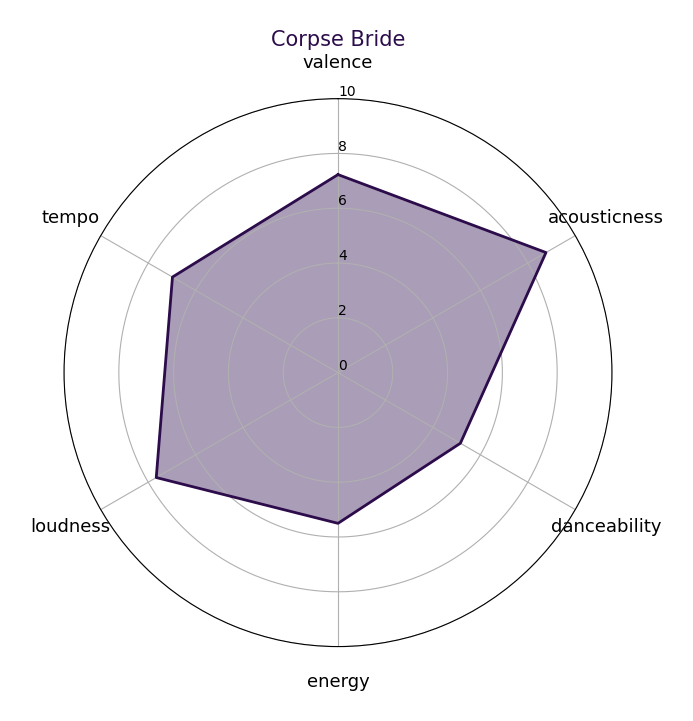 Corpse Bride
valence
10
8
tempo
6
acousticness
4
2
0
loudness
danceability
energy